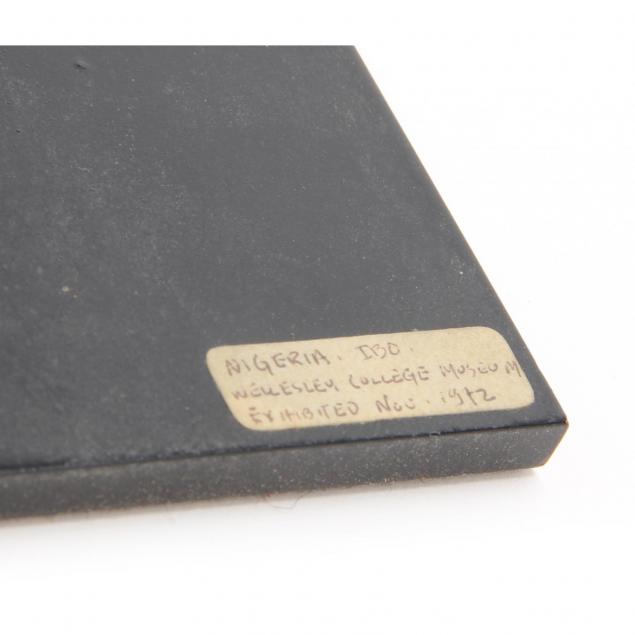 NIGERIA. IBO.
WELLESLEY COLLEGE MUSEUM
EXHIBITED NOV. 1972